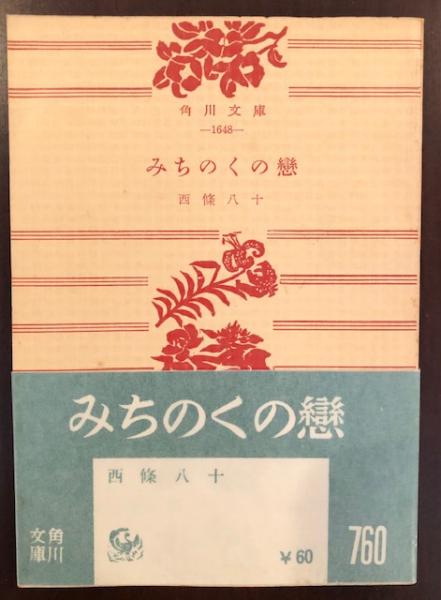 角川文庫
—1648—
みちのくの戀
西條八十
みちのくの戀
西條八十
角川
文庫
¥60
760